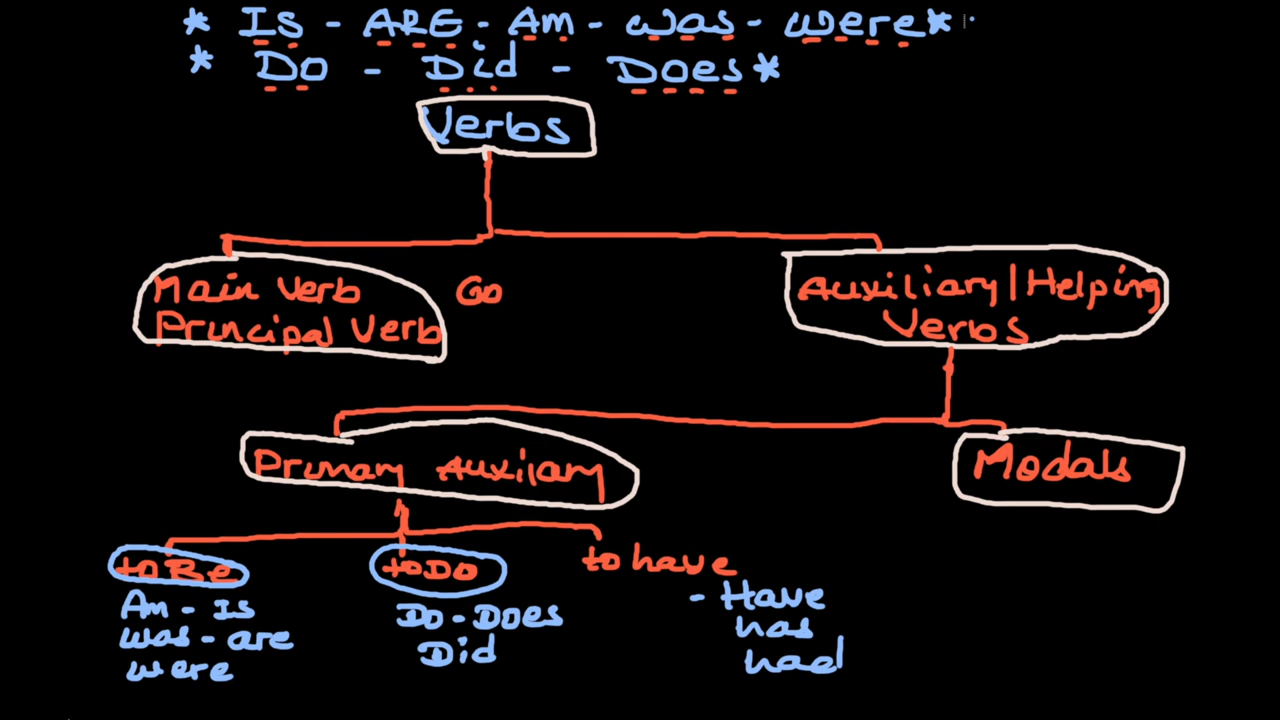 * Is - ARE - Am - was - were *
* Do - Did - Does *
Verbs
Main Verb
Principal Verb
Go
Auxiliary | Helping
Verbs
Primary Auxilary
Modals
to Be
to DO
to have
Am - Is
was - are
were
Do - Does
Did
- Have
has
had